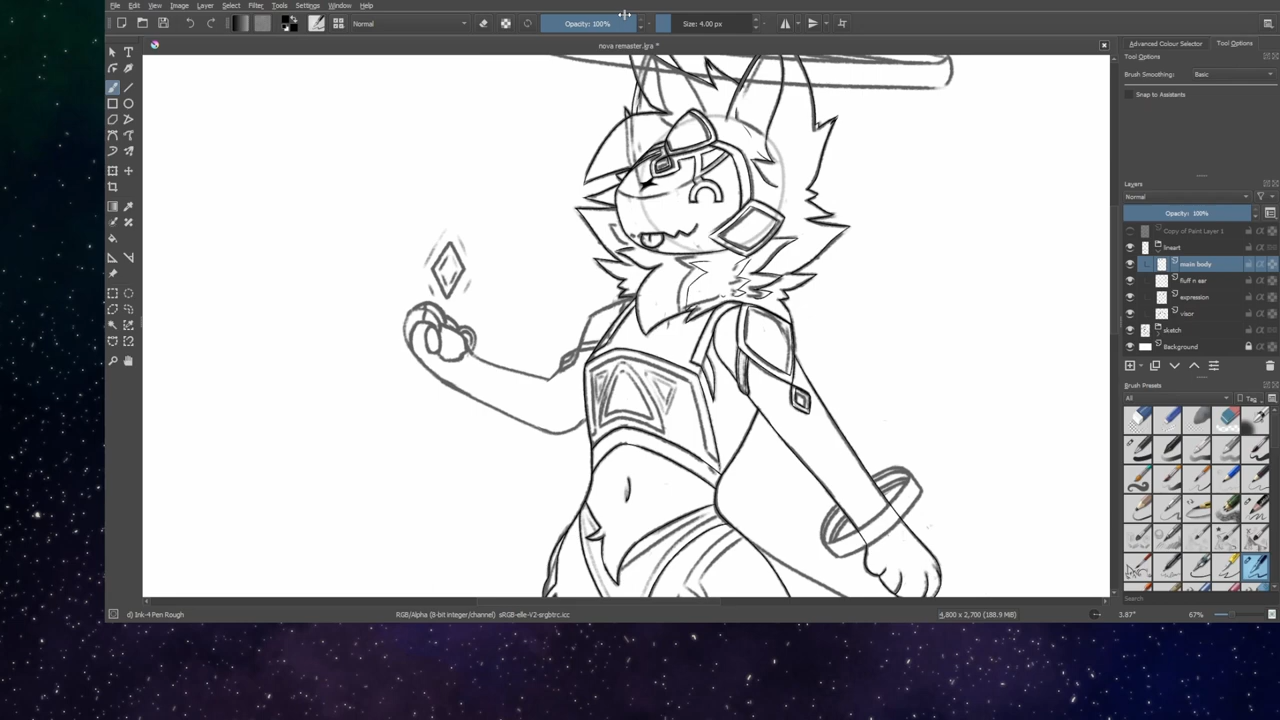 File Edit View Image Layer Select Filter Tools Settings Window Help
Normal
Opacity: 100%
Size: 4.00 px
nova remaster.jpg *
Advanced Colour Selector
Tool Options
Tool Options
Brush Smoothing:
Basic
Snap to Assistants
Layers
Normal
Opacity: 100%
Copy of Paint Layer 1
lineart
main body
fluff n ear
expression
visor
sketch
Background
Brush Presets
All
Tag
Search
d) Ink-4 Pen Rough
RGB/Alpha (8-bit integer/channel) sRGB-elle-V2-srgbtrc.icc
4,800 x 2,700 (188.9 MiB)
3.87°
67%